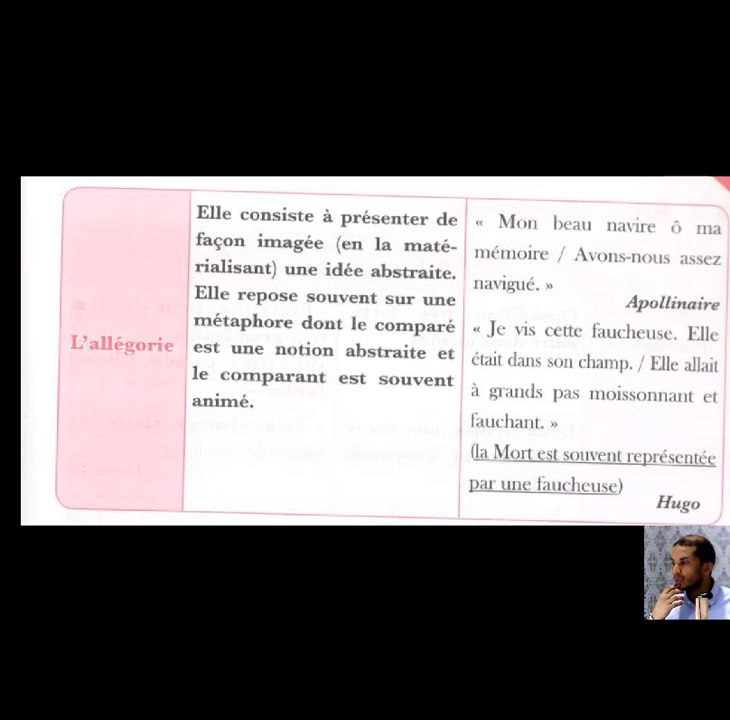 L'allégorie
Elle consiste à présenter de
façon imagée (en la maté-
rialisant) une idée abstraite.
Elle repose souvent sur une
métaphore dont le comparé
est une notion abstraite et
le comparant est souvent
animé.
« Mon beau navire ô ma
mémoire / Avons-nous assez
navigué. »
Apollinaire
« Je vis cette faucheuse. Elle
était dans son champ. / Elle allait
à grands pas moissonnant et
fauchant. »
(la Mort est souvent représentée
par une faucheuse)
Hugo